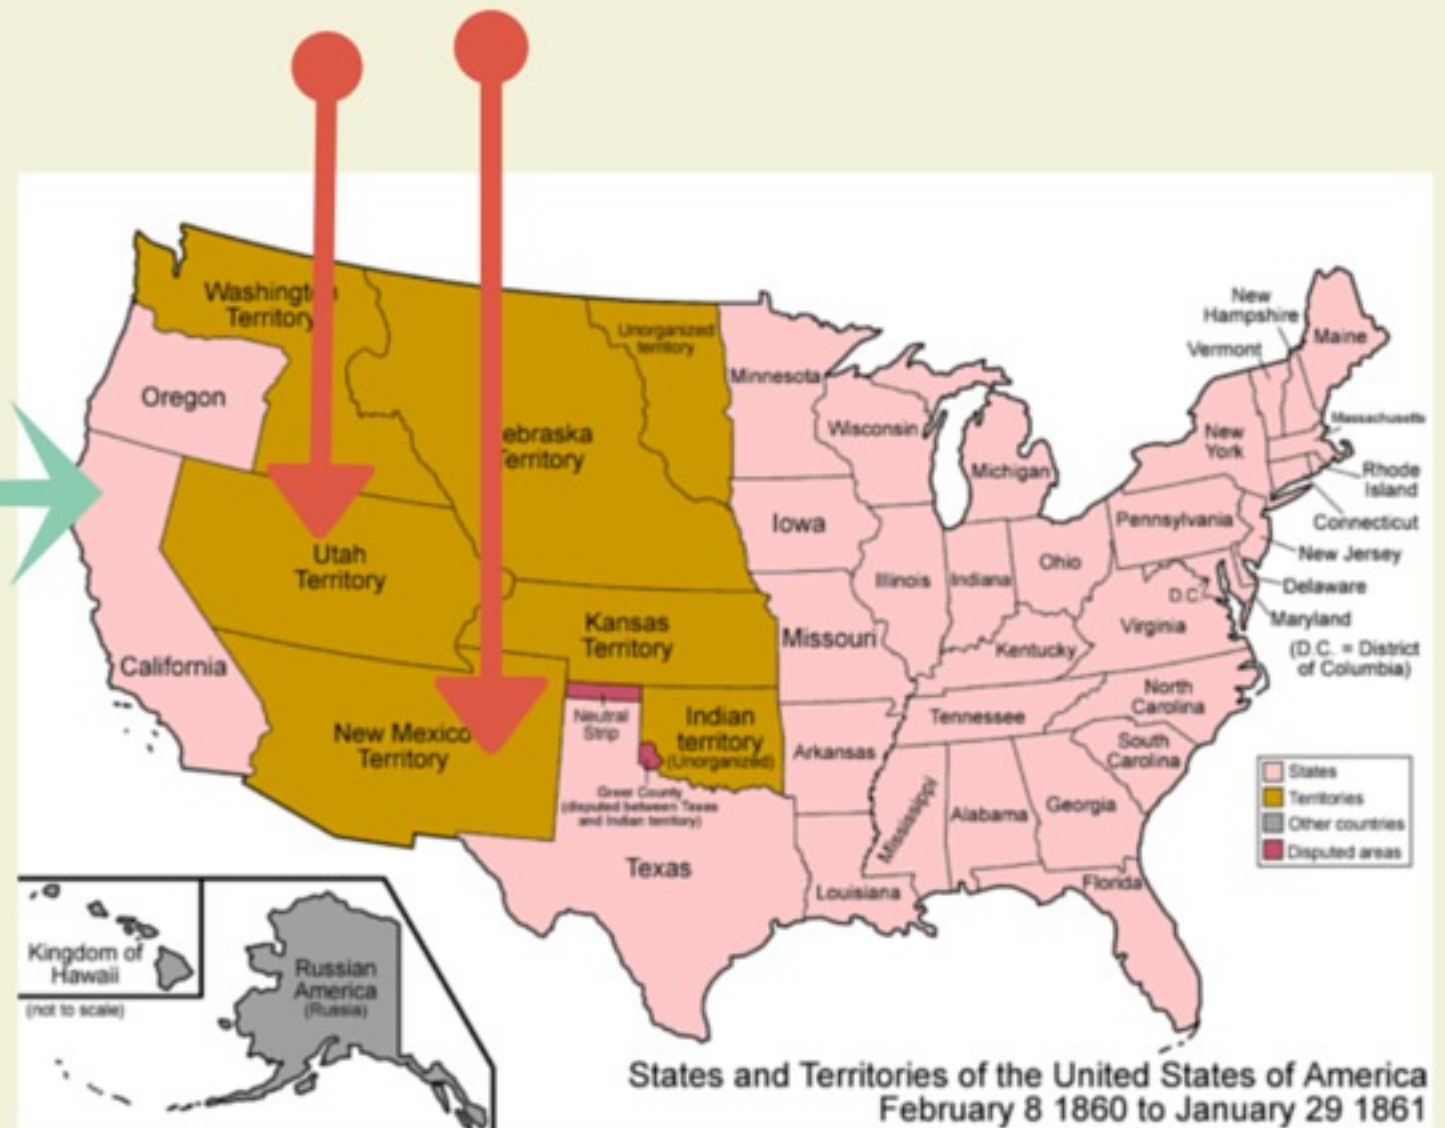 Washingt n
Territory
Oregon
Unorganized
territory
Minnesota
ebraska
Territory
Wisconsin
Michigan
New
Hampshire
Vermont
Maine
Massachusetts
New
York
Rhode
Island
Connecticut
New Jersey
Delaware
Maryland
(D.C. = District
of Columbia)
Pennsylvania
D.C.
Iowa
Illinois
Indiana
Ohio
Virginia
Utah
Territory
Kansas
Territory
Missouri
Kentucky
California
New Mexico
Territory
Neutral
Strip
Indian
territory
(Unorganized)
Greer County
(disputed between Texas
and Indian territory)
Arkansas
Tennessee
North
Carolina
South
Carolina
Mississippi
Alabama
Georgia
Texas
Louisiana
Florida
States
Territories
Other countries
Disputed areas
Kingdom of
Hawaii
(not to scale)
Russian
America
(Russia)
States and Territories of the United States of America
February 8 1860 to January 29 1861